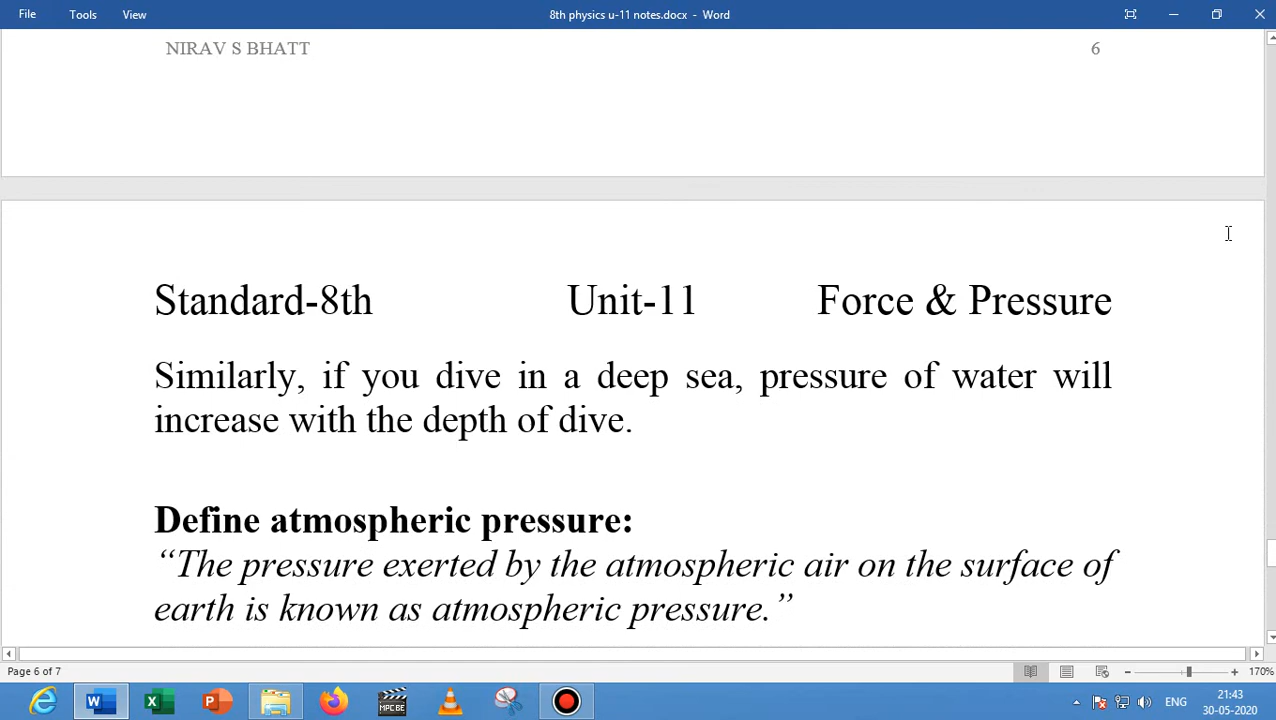 File Tools View 8th physics u-11 notes.docx - Word
NIRAV S BHATT 6
Standard-8th Unit-11 Force & Pressure
Similarly, if you dive in a deep sea, pressure of water will
increase with the depth of dive.
Define atmospheric pressure:
“The pressure exerted by the atmospheric air on the surface of
earth is known as atmospheric pressure.”
Page 6 of 7 170%
ENG 21:43
30-05-2020